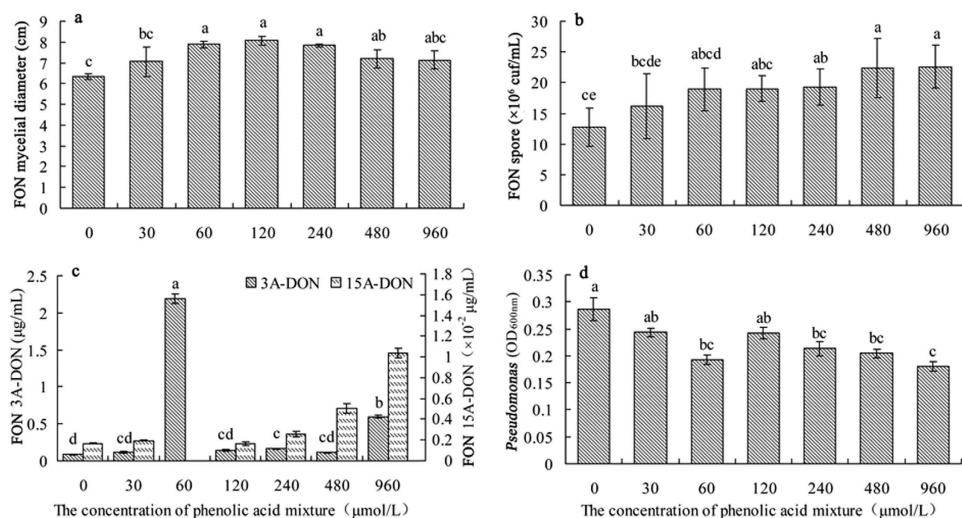 a
FON mycelial diameter (cm)
9
8
7
6
5
4
3
2
1
0
c
bc
a
a
a
ab
abc
0 30 60 120 240 480 960
b
FON spore (×10⁶ cuf/mL)
30
25
20
15
10
5
0
ce
bcde
abcd
abc
ab
a
a
0 30 60 120 240 480 960
c
3A-DON 15A-DON
FON 3A-DON (μg/mL)
2.5
2
1.5
1
0.5
0
d
cd
a
cd
c
cd
b
1.8
1.6
1.4
1.2
1
0.8
0.6
0.4
0.2
0
FON 15A-DON（×10⁻² μg/mL）
0 30 60 120 240 480 960
The concentration of phenolic acid mixture（μmol/L）
d
Pseudomonas (OD600nm)
0.35
0.3
0.25
0.2
0.15
0.1
0.05
0
a
ab
bc
ab
bc
bc
c
0 30 60 120 240 480 960
The concentration of phenolic acid mixture（μmol/L）